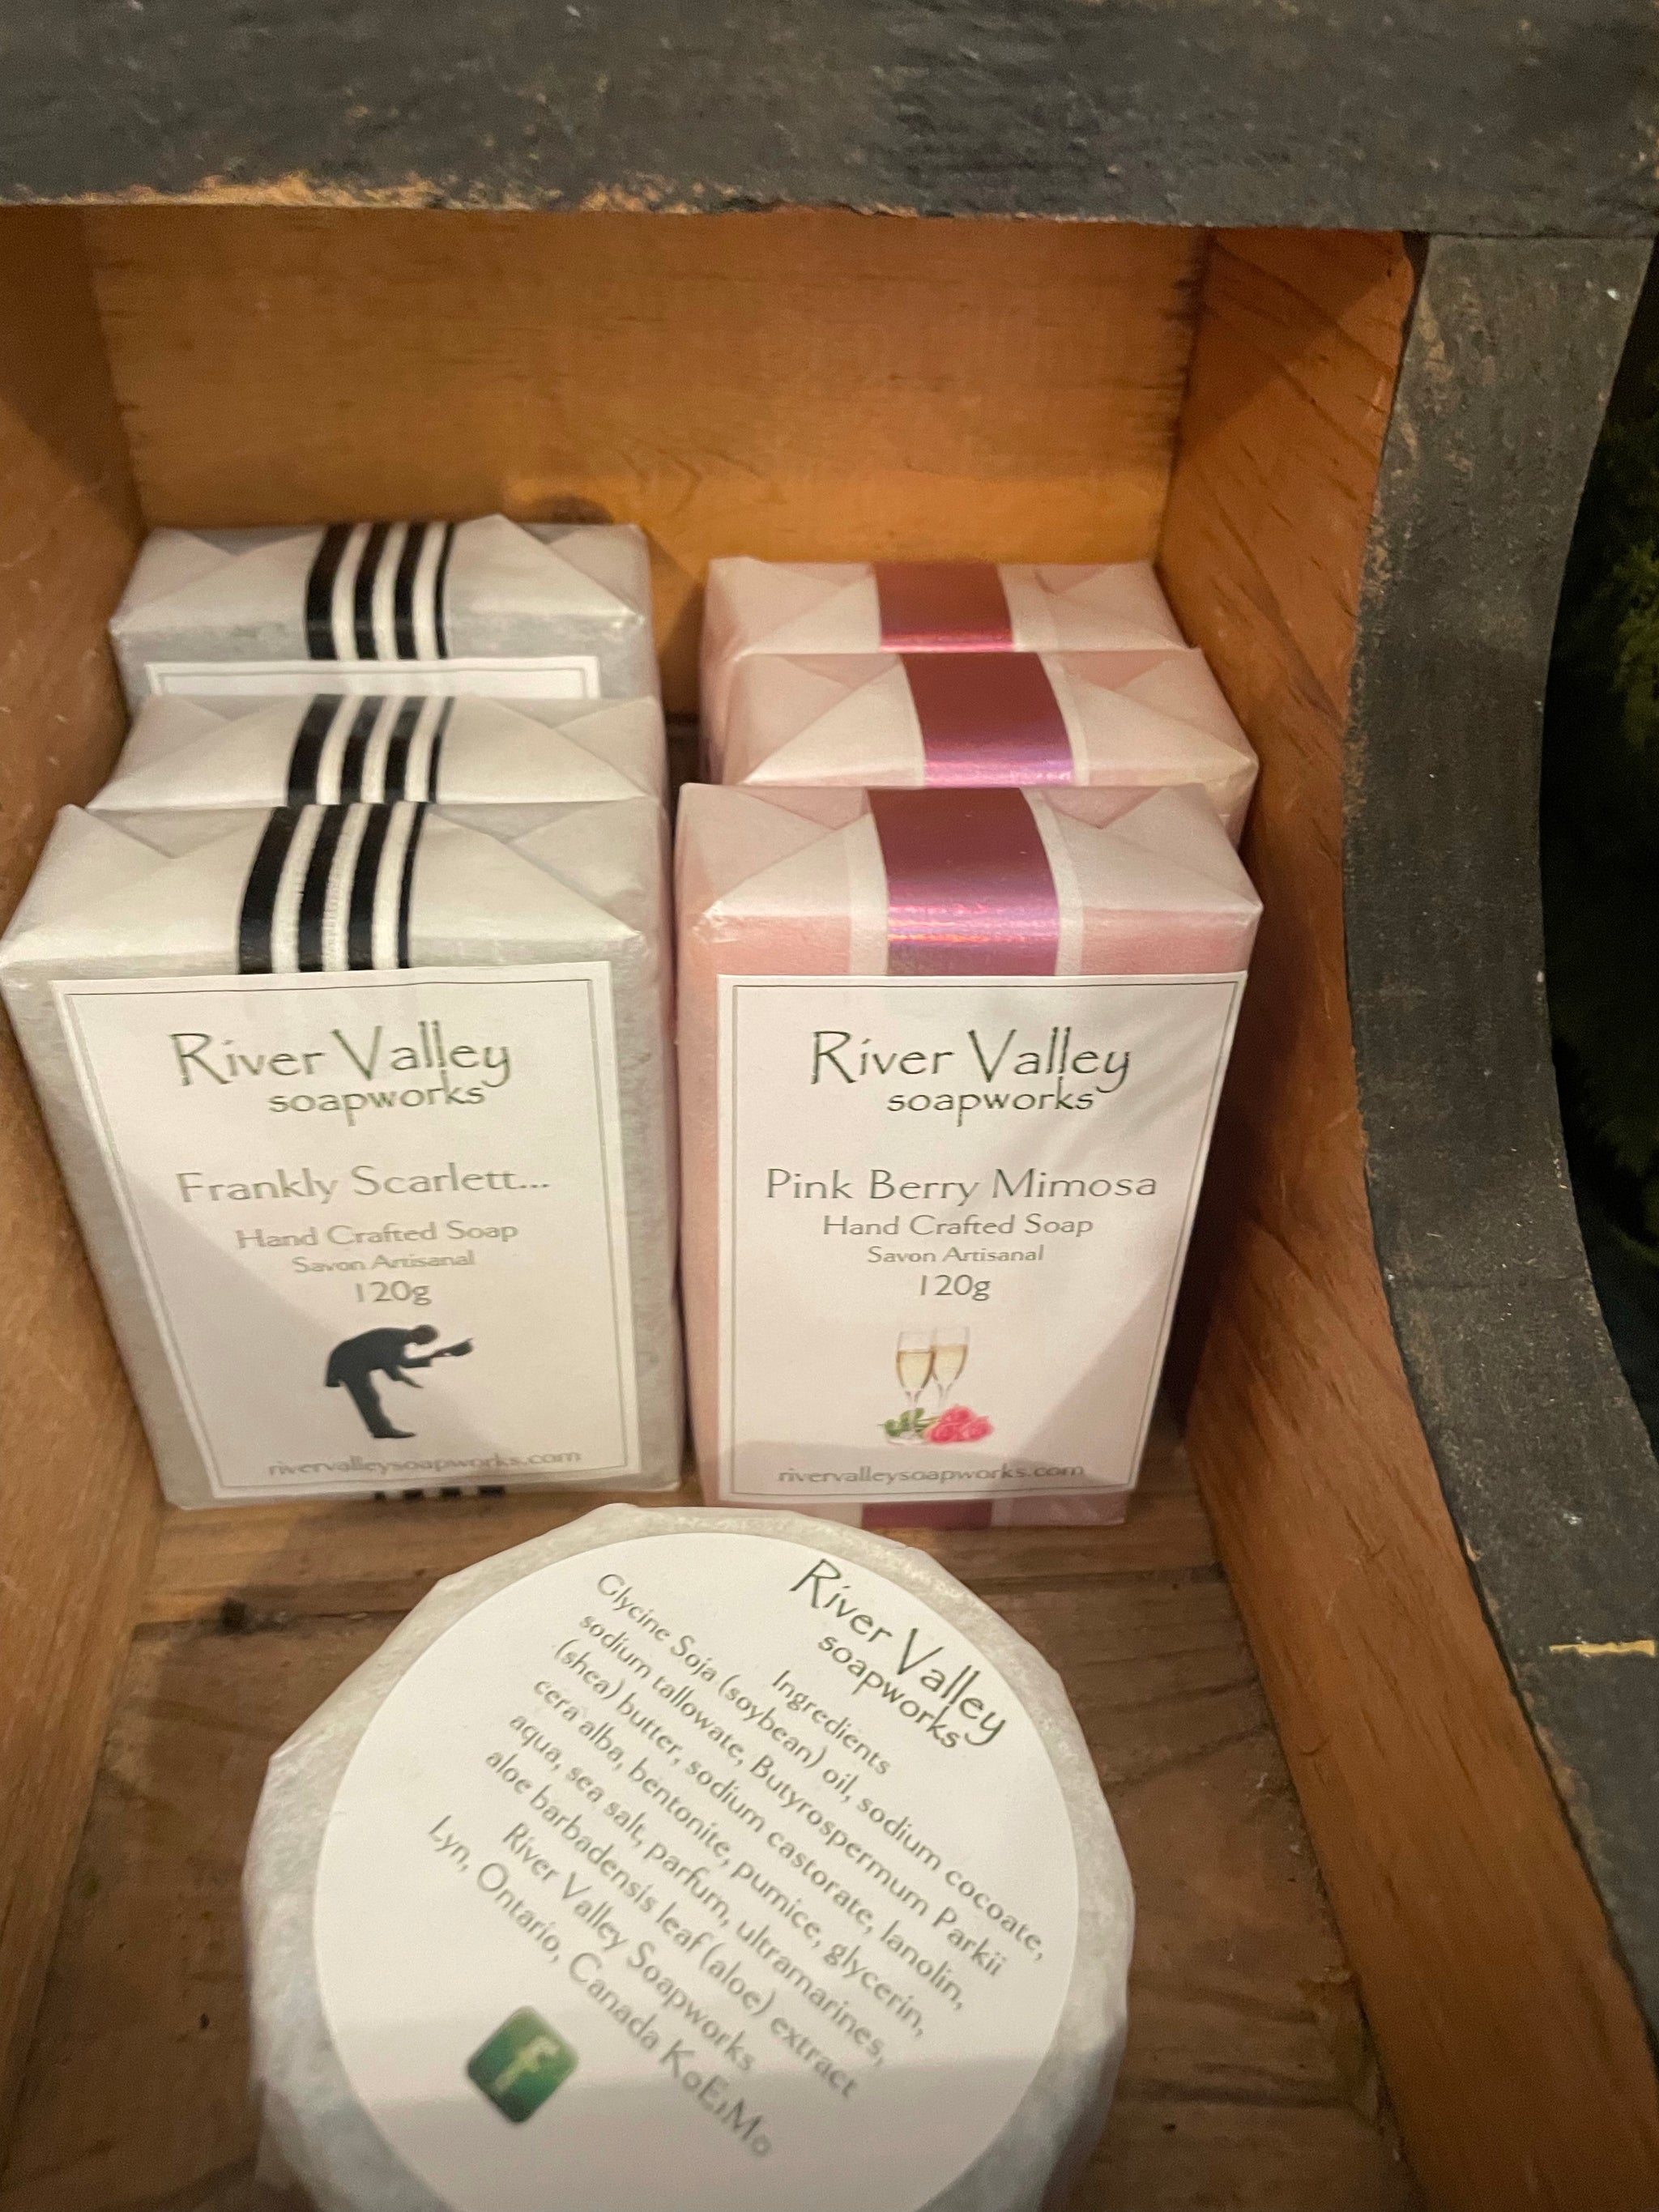 River Valley
soapworks
Frankly Scarlett...
Hand Crafted Soap
Savon Artisanal
120g
rivervalleysoapworks.com
River Valley
soapworks
Pink Berry Mimosa
Hand Crafted Soap
Savon Artisanal
120g
rivervalleysoapworks.com
River Valley
soapworks
Ingredients
Glycine Soja (soybean) oil, sodium cocoate,
sodium tallowate, Butyrospermum Parkii
(shea) butter, sodium castorate, lanolin,
cera alba, bentonite, pumice, glycerin,
aqua, sea salt, parfum, ultramarines,
aloe barbadensis leaf (aloe) extract
River Valley Soapworks
Lyn, Ontario, Canada K0E1M0
f